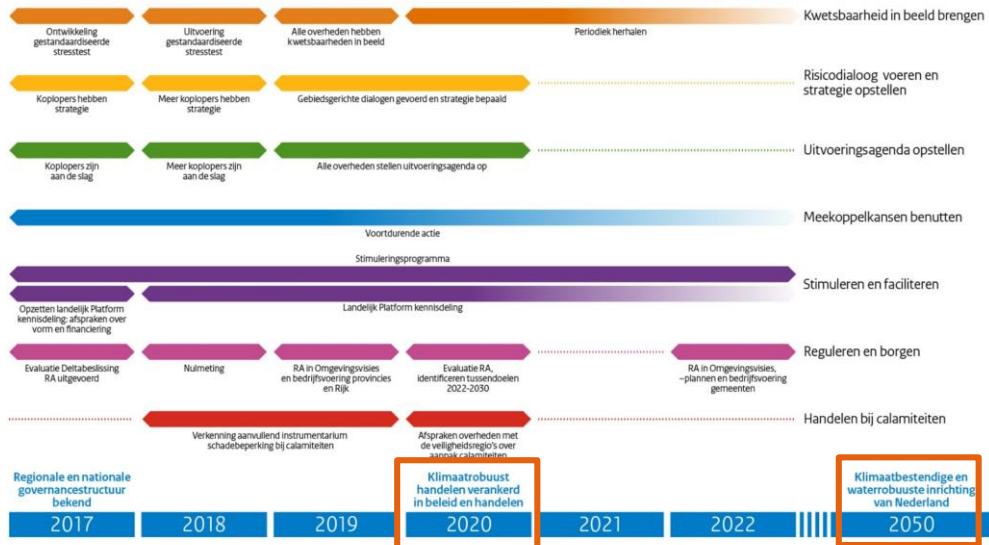 Kwetsbaarheid in beeld brengen
Ontwikkeling
gestandaardiseerde
stresstest
Uitvoering
gestandaardiseerde
stresstest
Alle overheden hebben
kwetsbaarheden in beeld
Periodiek herhalen
Risicodialoog voeren en
strategie opstellen
Koplopers hebben
strategie
Meer koplopers hebben
strategie
Gebiedsgerichte dialogen gevoerd en strategie bepaald
Uitvoeringsagenda opstellen
Koplopers zijn
aan de slag
Meer koplopers zijn
aan de slag
Alle overheden stellen uitvoeringsagenda op
Meekoppelkansen benutten
Voortdurende actie
Stimuleringsprogramma
Stimuleren en faciliteren
Opzetten landelijk Platform
kennisdeling: afspraken over
vorm en financiering
Landelijk Platform kennisdeling
Reguleren en borgen
Evaluatie Deltabeslissing
RA uitgevoerd
Nulmeting
RA in Omgevingsvisies
en bedrijfsvoering provincies
en Rijk
Evaluatie RA,
identificeren tussendoelen
2022-2030
RA in Omgevingsvisies,
–plannen en bedrijfsvoering
gemeenten
Handelen bij calamiteiten
Verkenning aanvullend instrumentarium
schadebeperking bij calamiteiten
Afspraken overheden met
de veiligheidsregio's over
aanpak calamiteiten
Regionale en nationale
governancestructuur
bekend
Klimaatrobuust
handelen verankerd
in beleid en handelen
Klimaatbestendige en
waterrobuuste inrichting
van Nederland
2017 2018 2019 2020 2021 2022 2050